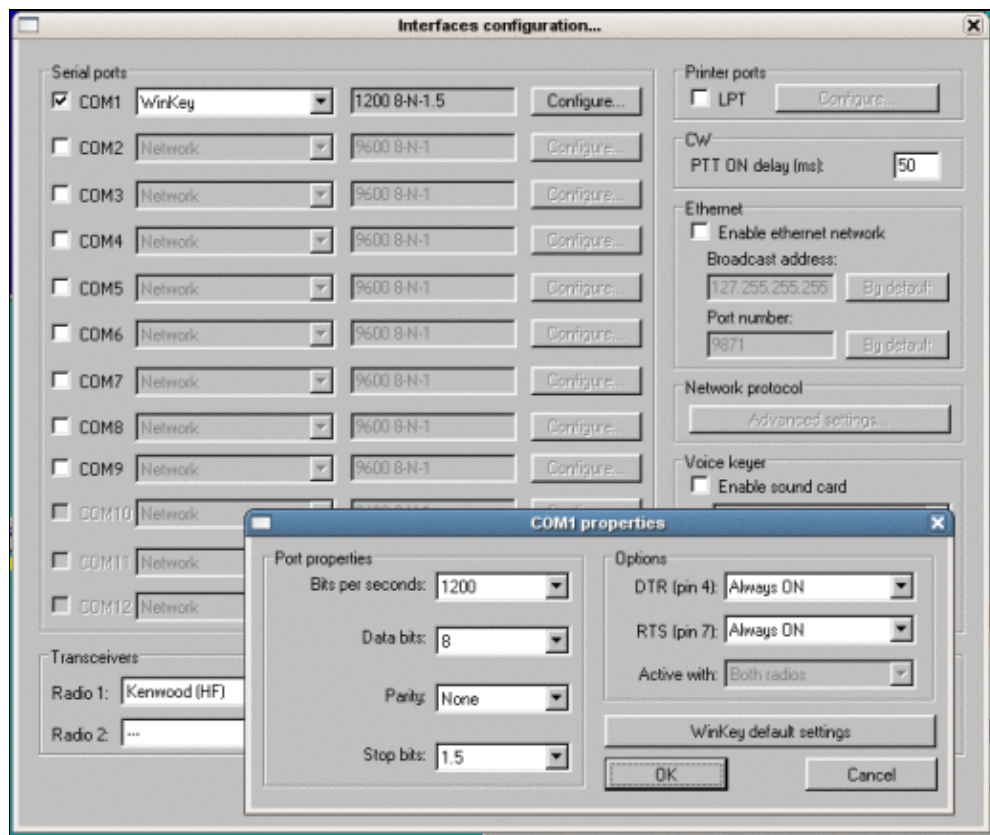 Interfaces configuration...
Serial ports
COM1 WinKey 1200 8-N-1.5 Configure...
COM2 Network 9600 8-N-1 Configure...
COM3 Network 9600 8-N-1 Configure...
COM4 Network 9600 8-N-1 Configure...
COM5 Network 9600 8-N-1 Configure...
COM6 Network 9600 8-N-1 Configure...
COM7 Network 9600 8-N-1 Configure...
COM8 Network 9600 8-N-1 Configure...
COM9 Network 9600 8-N-1 Configure...
COM10 Network
COM11 Network
COM12 Network
Transceivers
Radio 1: Kenwood (HF)
Radio 2: ---
Printer ports
LPT Configure...
CW
PTT ON delay (ms): 50
Ethernet
Enable ethernet network
Broadcast address:
127.255.255.255 By default
Port number:
9871 By default
Network protocol
Advanced settings...
Voice keyer
Enable sound card
COM1 properties
Port properties
Bits per seconds: 1200
Data bits: 8
Parity: None
Stop bits: 1.5
Options
DTR (pin 4): Always ON
RTS (pin 7): Always ON
Active with: Both radios
WinKey default settings
OK Cancel